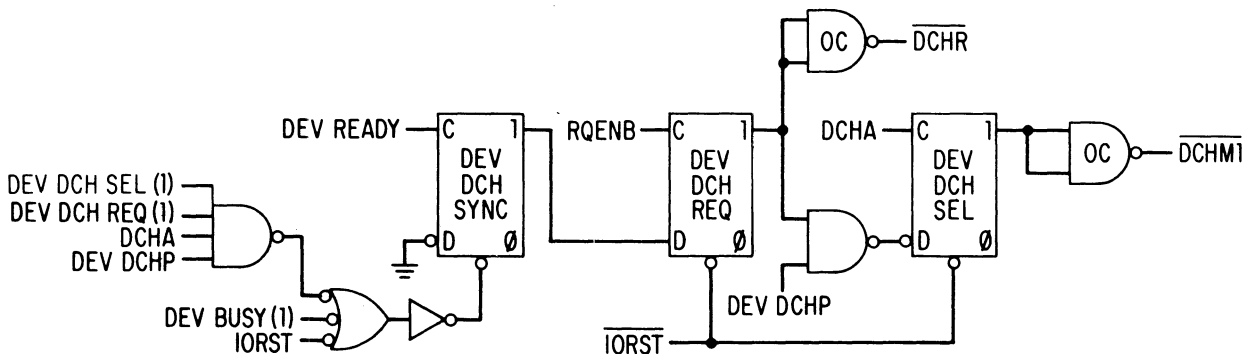 OC
DCHR
DEV READY
C 1
DEV
DCH
SYNC
D Ø
RQENB
C 1
DEV
DCH
REQ
D Ø
DCHA
C 1
DEV
DCH
SEL
D Ø
OC
DCHM1
DEV DCH SEL (1)
DEV DCH REQ (1)
DCHA
DEV DCHP
DEV BUSY (1)
IORST
DEV DCHP
IORST